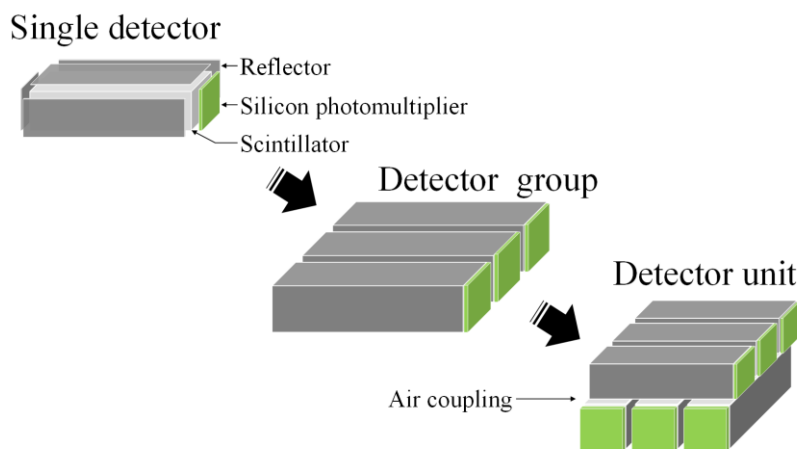 Single detector
Reflector
Silicon photomultiplier
Scintillator
Detector group
Detector unit
Air coupling